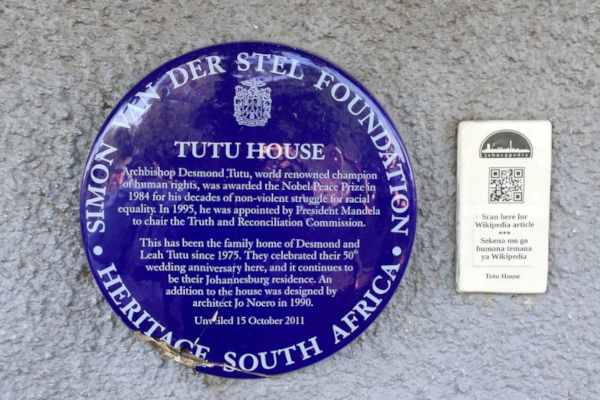 SIMON VAN DER STEL FOUNDATION
TUTU HOUSE
Archbishop Desmond Tutu, world renowned champion
of human rights, was awarded the Nobel Peace Prize in
1984 for his decades of non-violent struggle for racial
equality. In 1995, he was appointed by President Mandela
to chair the Truth and Reconciliation Commission.
This has been the family home of Desmond and
Leah Tutu since 1975. They celebrated their 50th
wedding anniversary here, and it continues to
be their Johannesburg residence. An
addition to the house was designed by
architect Jo Noero in 1990.
Unveiled 15 October 2011
• HERITAGE SOUTH AFRICA •
joburgpedia
Scan here for
Wikipedia article
***
Sekena mo go
humana temana
ya Wikipedia
Tutu House